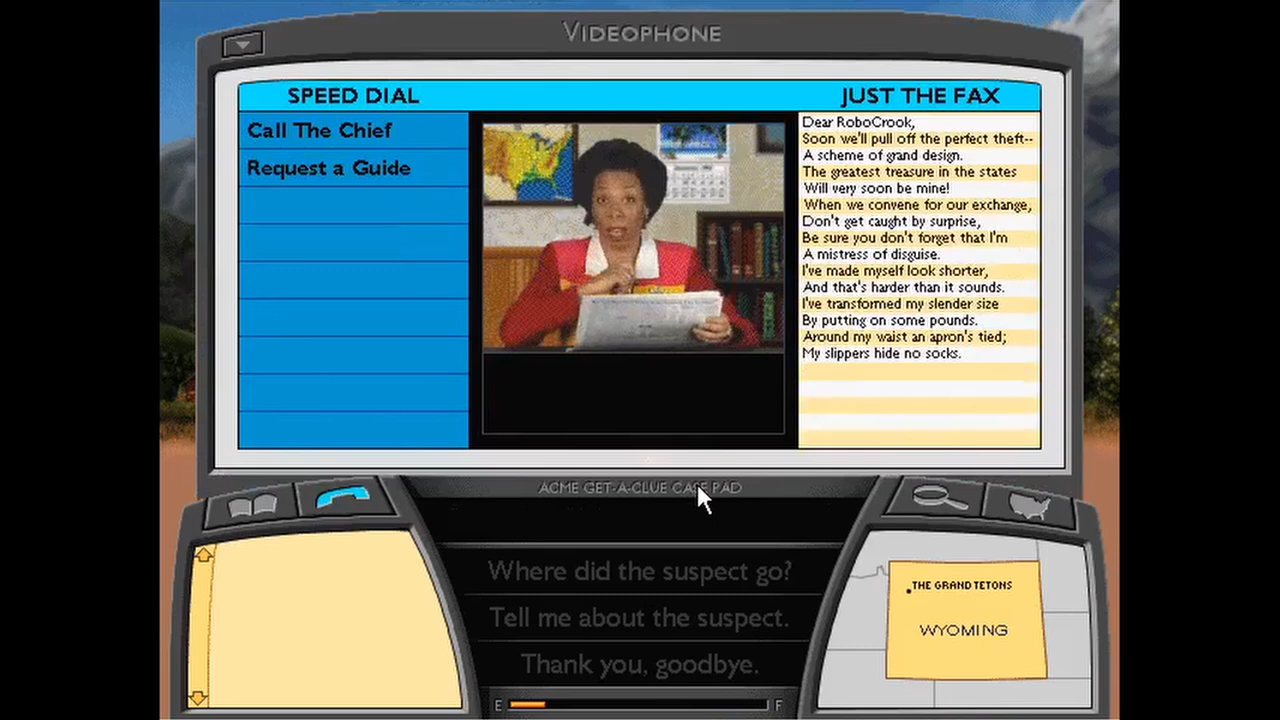 VIDEOPHONE
SPEED DIAL
Call The Chief
Request a Guide
JUST THE FAX
Dear RoboCrook,
Soon we'll pull off the perfect theft--
A scheme of grand design.
The greatest treasure in the states
Will very soon be mine!
When we convene for our exchange,
Don't get caught by surprise,
Be sure you don't forget that I'm
A mistress of disguise.
I've made myself look shorter,
And that's harder than it sounds.
I've transformed my slender size
By putting on some pounds.
Around my waist an apron's tied;
My slippers hide no socks.
ACME GET-A-CLUE CASE PAD
Where did the suspect go?
Tell me about the suspect.
Thank you, goodbye.
E F
THE GRAND TETONS
WYOMING